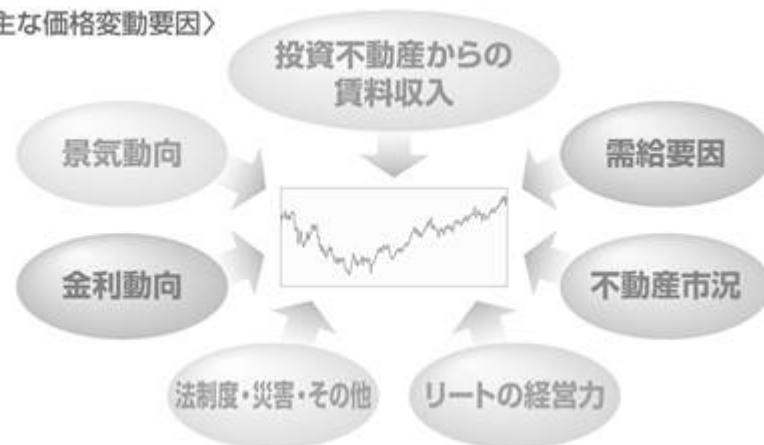 主な価格変動要因〉
投資不動産からの
賃料収入
景気動向
需給要因
金利動向
不動産市況
法制度・災害・その他
リートの経営力